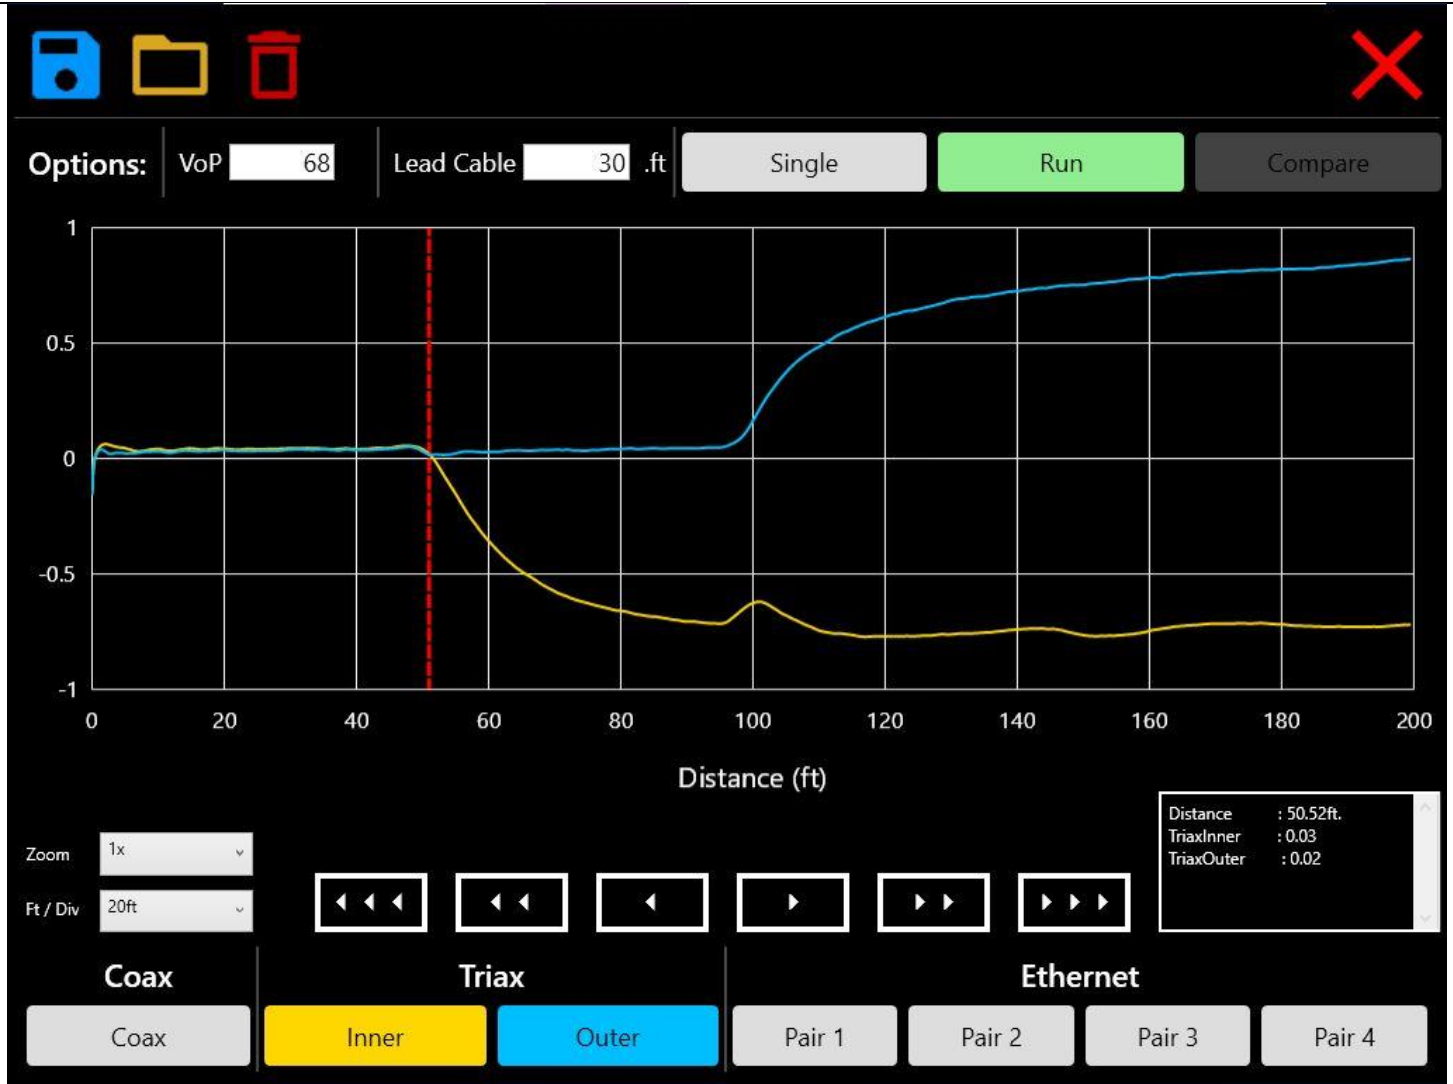 Options: VoP 68 Lead Cable 30 .ft Single Run Compare
1
0.5
0
-0.5
-1
0 20 40 60 80 100 120 140 160 180 200
Distance (ft)
Distance : 50.52ft.
TriaxInner : 0.03
TriaxOuter : 0.02
Zoom 1x
Ft / Div 20ft
Coax Triax Ethernet
Coax Inner Outer Pair 1 Pair 2 Pair 3 Pair 4